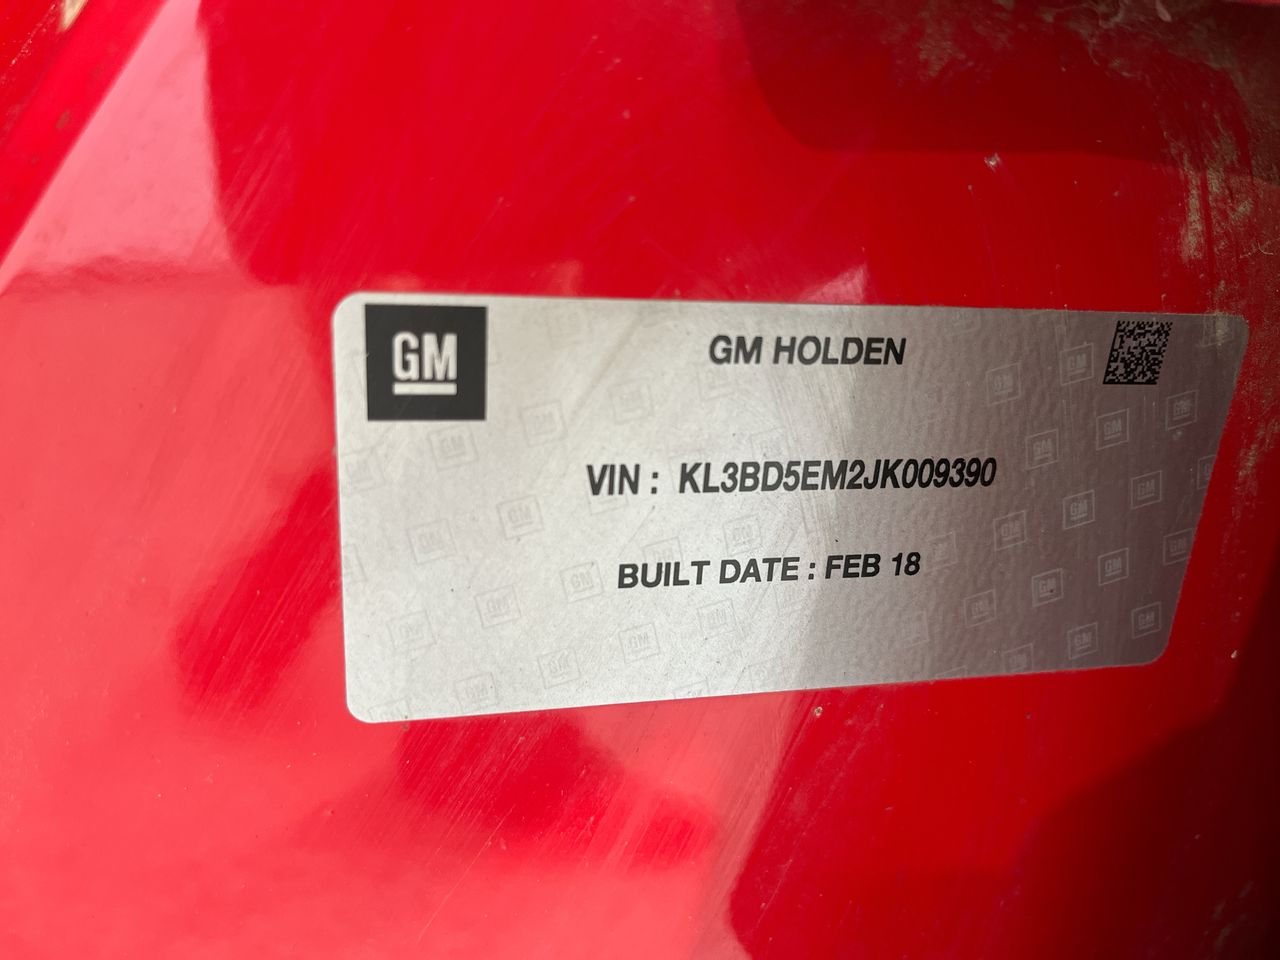 GM
GM HOLDEN
VIN : KL3BD5EM2JK009390
BUILT DATE : FEB 18